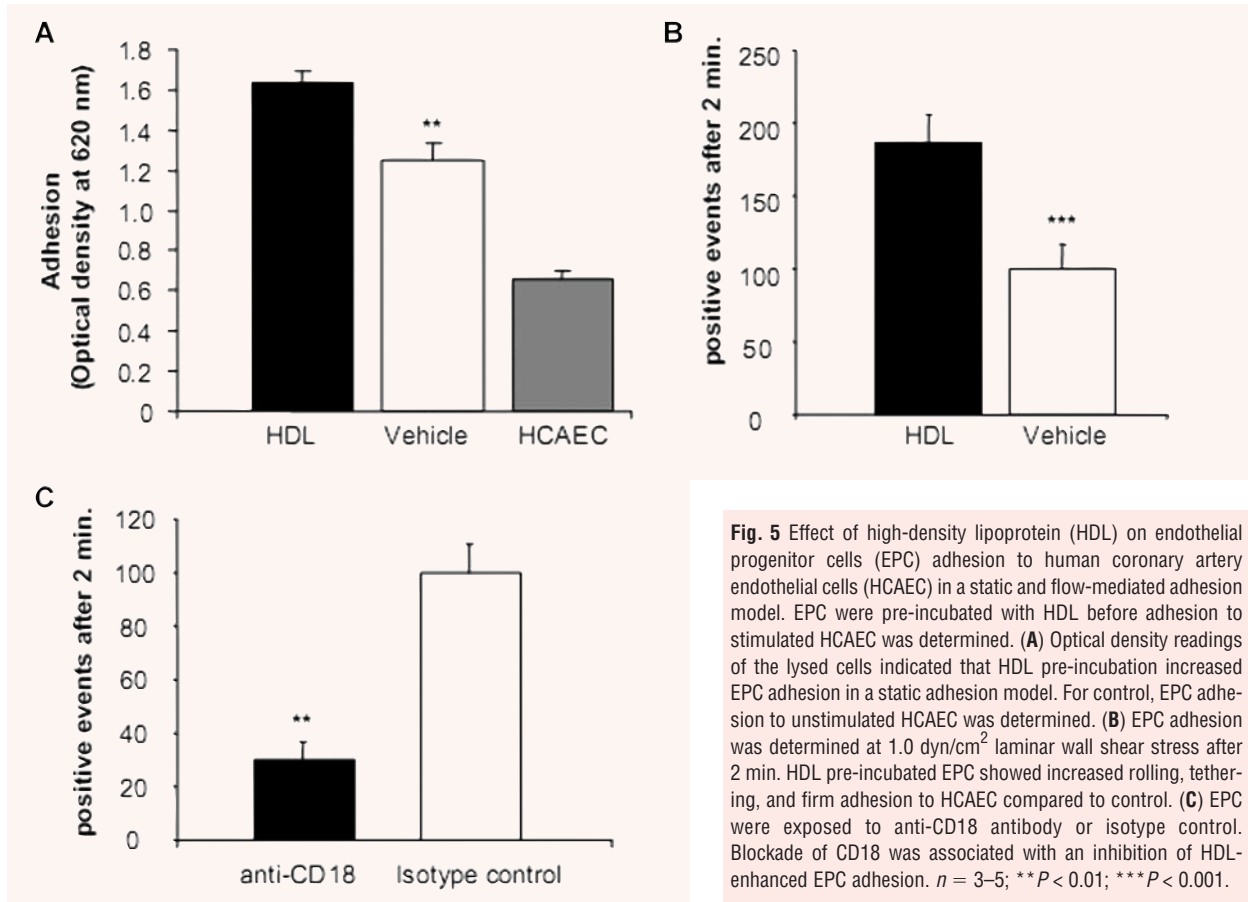 A
Adhesion
(Optical density at 620 nm)
1.8
1.6
1.4
1.2
1.0
0.8
0.6
0.4
0.2
0
**
HDL Vehicle HCAEC
B
positive events after 2 min.
250
200
150
100
50
0
***
HDL Vehicle
C
positive events after 2 min.
120
100
80
60
40
20
0
**
anti-CD18 Isotype control
Fig. 5 Effect of high-density lipoprotein (HDL) on endothelial
progenitor cells (EPC) adhesion to human coronary artery
endothelial cells (HCAEC) in a static and flow-mediated adhesion
model. EPC were pre-incubated with HDL before adhesion to
stimulated HCAEC was determined. (A) Optical density readings
of the lysed cells indicated that HDL pre-incubation increased
EPC adhesion in a static adhesion model. For control, EPC adhe-
sion to unstimulated HCAEC was determined. (B) EPC adhesion
was determined at 1.0 dyn/cm² laminar wall shear stress after
2 min. HDL pre-incubated EPC showed increased rolling, tether-
ing, and firm adhesion to HCAEC compared to control. (C) EPC
were exposed to anti-CD18 antibody or isotype control.
Blockade of CD18 was associated with an inhibition of HDL-
enhanced EPC adhesion. n = 3–5; **P < 0.01; ***P < 0.001.